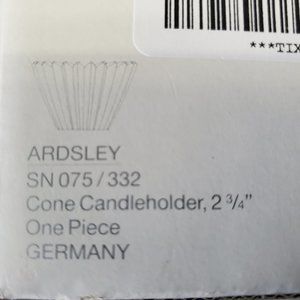 ***TIX
ARDSLEY
SN 075/332
Cone Candleholder, 2 3/4"
One Piece
GERMANY